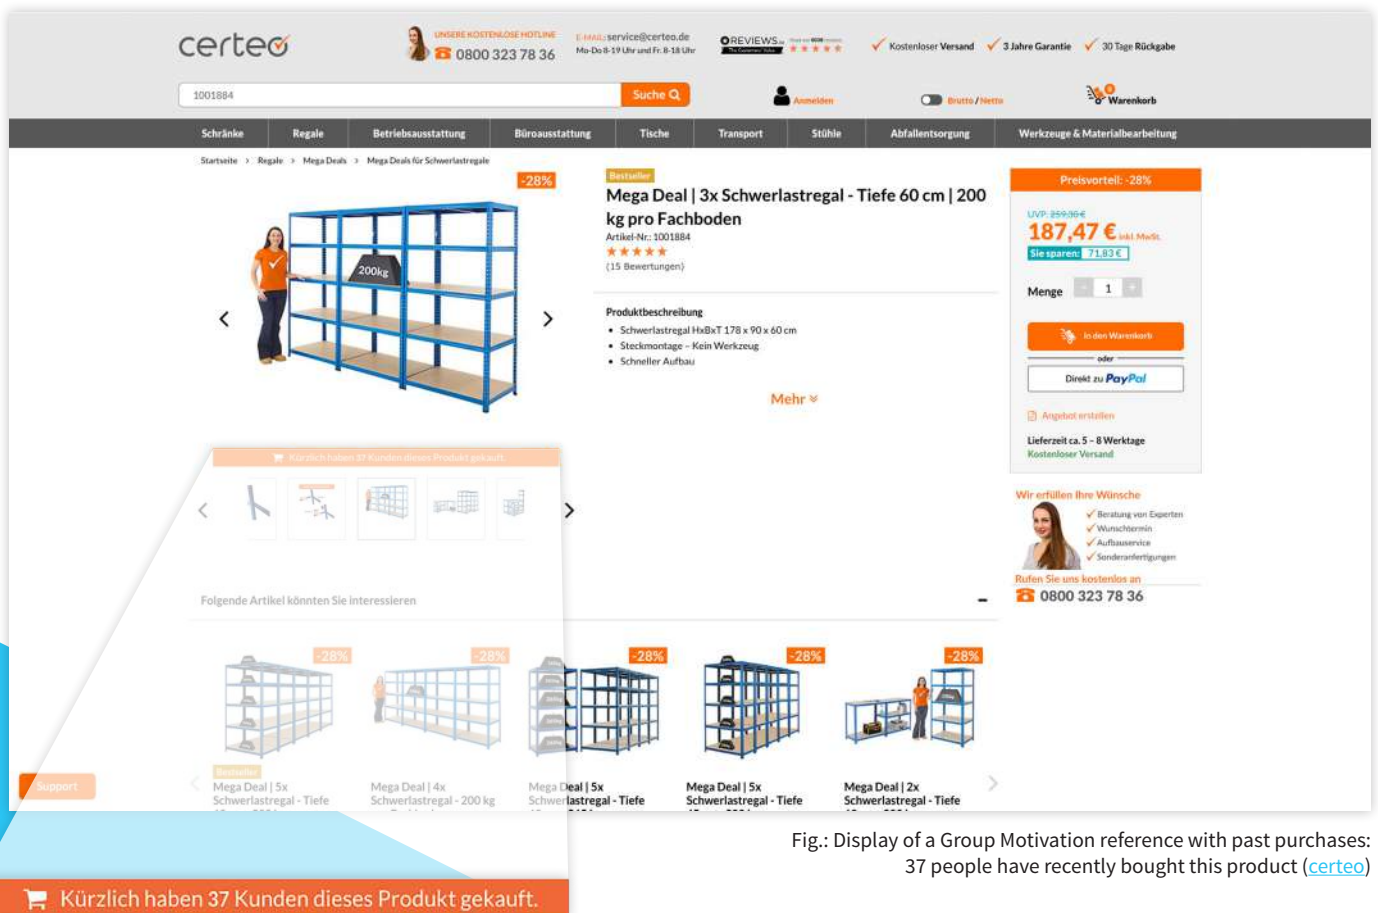 certeo
UNSERE KOSTENLOSE HOTLINE
0800 323 78 36
E-MAIL: service@certeo.de
Mo-Do 8-19 Uhr und Fr. 8-18 Uhr
REVIEWS
Kostenloser Versand
3 Jahre Garantie
30 Tage Rückgabe
1001884
Suche
Anmelden
Brutto / Netto
0
Warenkorb
Schränke Regale Betriebsausstattung Büroausstattung Tische Transport Stühle Abfallentsorgung Werkzeuge & Materialbearbeitung
Startseite > Regale > Mega Deals > Mega Deals für Schwerlastregale
-28%
200kg
Bestseller
Mega Deal | 3x Schwerlastregal - Tiefe 60 cm | 200
kg pro Fachboden
Artikel-Nr.: 1001884
(15 Bewertungen)
Produktbeschreibung
• Schwerlastregal HxBxT 178 x 90 x 60 cm
• Steckmontage – Kein Werkzeug
• Schneller Aufbau
Mehr
Preisvorteil: -28%
UVP: 259,30 €
187,47 € inkl. MwSt.
Sie sparen: 71,83 €
Menge - 1 +
In den Warenkorb
oder
Direkt zu PayPal
Angebot erstellen
Lieferzeit ca. 5 – 8 Werktage
Kostenloser Versand
Wir erfüllen Ihre Wünsche
Beratung von Experten
Wunschtermin
Aufbauservice
Sonderanfertigungen
Rufen Sie uns kostenlos an
0800 323 78 36
Kürzlich haben 37 Kunden dieses Produkt gekauft.
Folgende Artikel könnten Sie interessieren
-28% -28% -28% -28% -28%
Bestseller
Mega Deal | 5x
Schwerlastregal - Tiefe
Mega Deal | 4x
Schwerlastregal - 200 kg
Mega Deal | 5x
Schwerlastregal - Tiefe
Mega Deal | 5x
Schwerlastregal - Tiefe
Mega Deal | 2x
Schwerlastregal - Tiefe
Support
Fig.: Display of a Group Motivation reference with past purchases:
37 people have recently bought this product (certeo)
Kürzlich haben 37 Kunden dieses Produkt gekauft.